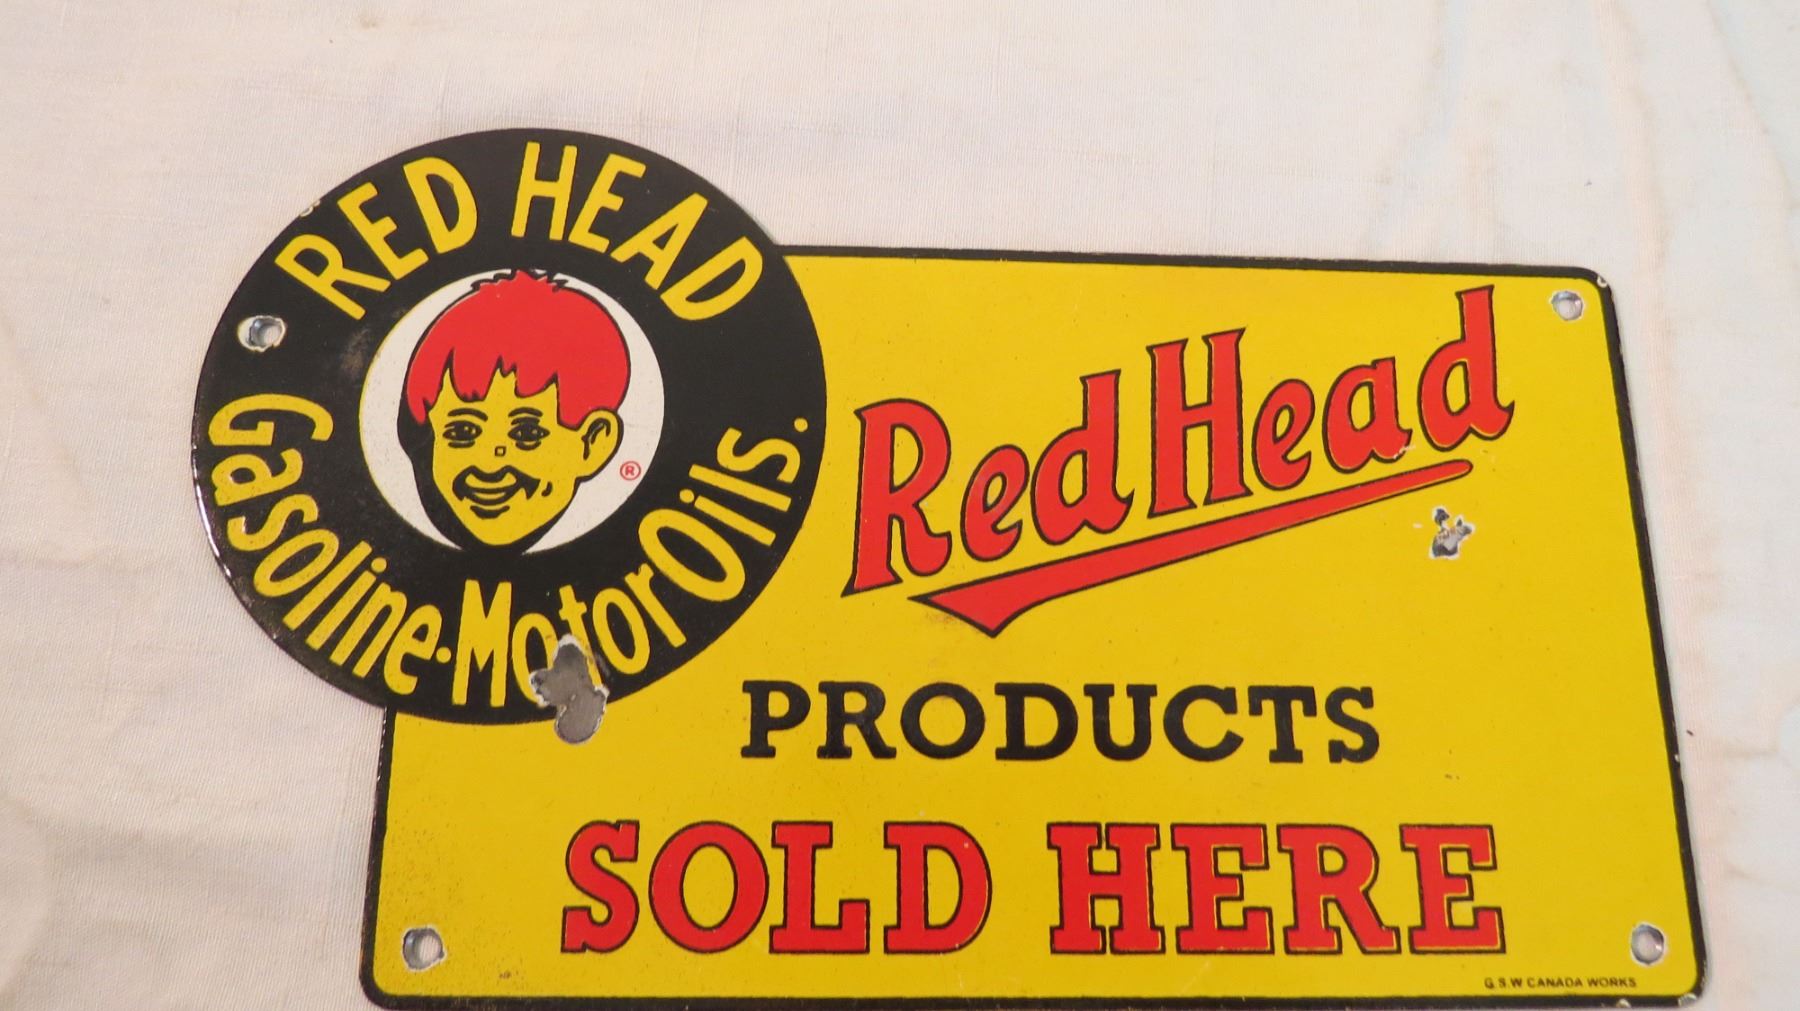 RED HEAD
Gasoline-Motor Oils.
®
Red Head
PRODUCTS
SOLD HERE
G.S.W CANADA WORKS